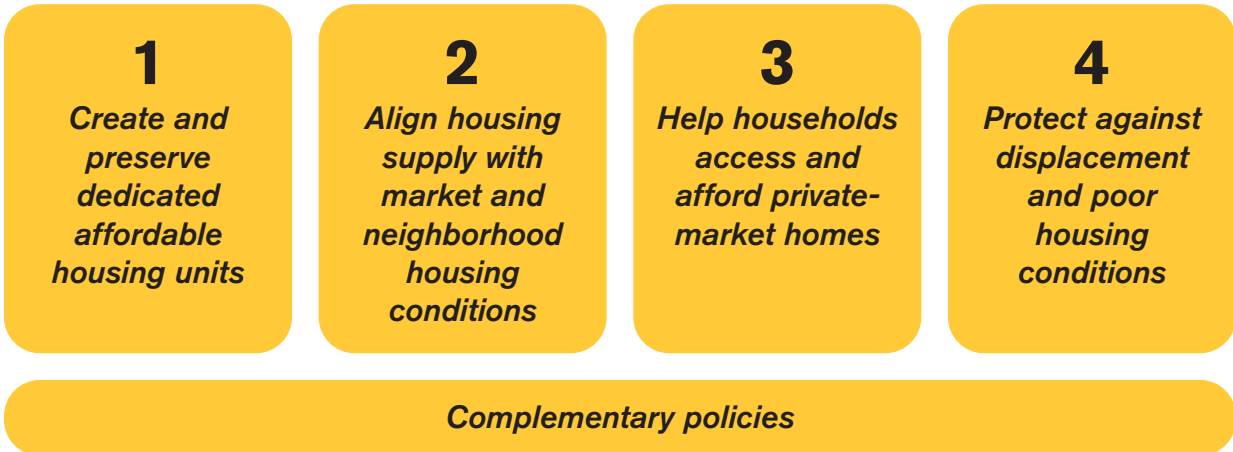 1
Create and
preserve
dedicated
affordable
housing units
2
Align housing
supply with
market and
neighborhood
housing
conditions
3
Help households
access and
afford private-
market homes
4
Protect against
displacement
and poor
housing
conditions
Complementary policies